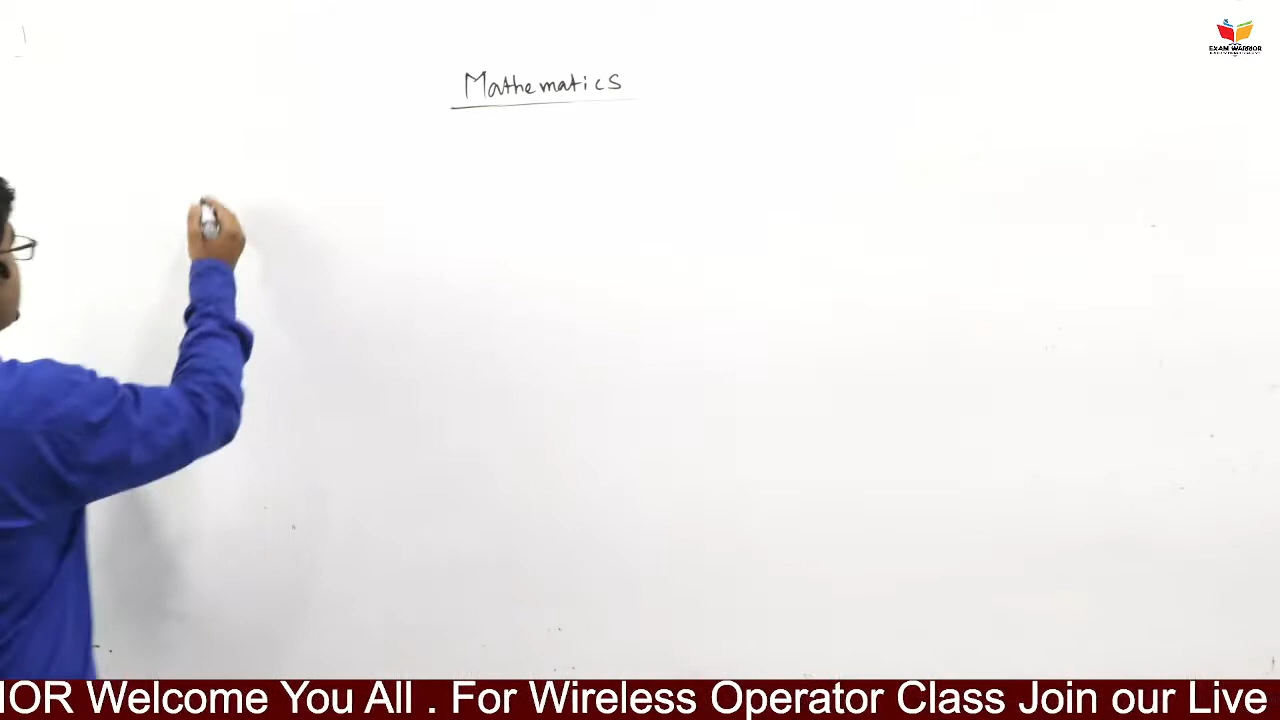 EXAM WARRIOR
Mathematics
IOR Welcome You All . For Wireless Operator Class Join our Live